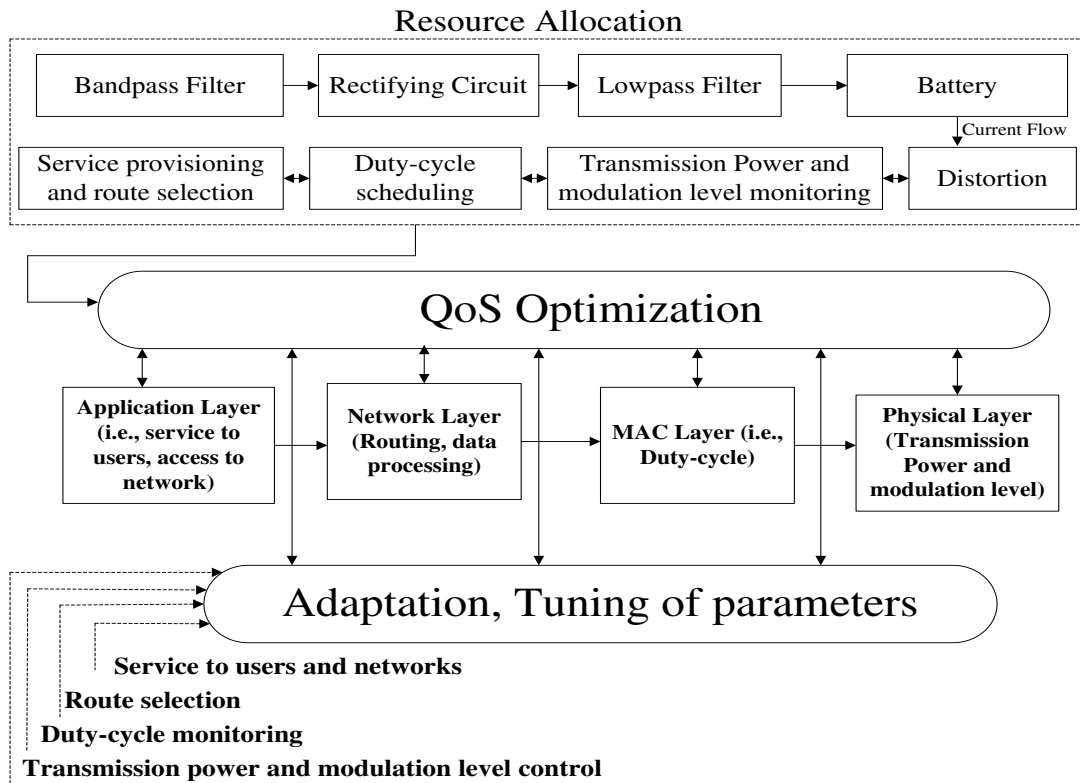 Resource Allocation
Bandpass Filter
Rectifying Circuit
Lowpass Filter
Battery
Current Flow
Service provisioning
and route selection
Duty-cycle
scheduling
Transmission Power and
modulation level monitoring
Distortion
QoS Optimization
Application Layer
(i.e., service to
users, access to
network)
Network Layer
(Routing, data
processing)
MAC Layer (i.e.,
Duty-cycle)
Physical Layer
(Transmission
Power and
modulation level)
Adaptation, Tuning of parameters
Service to users and networks
Route selection
Duty-cycle monitoring
Transmission power and modulation level control